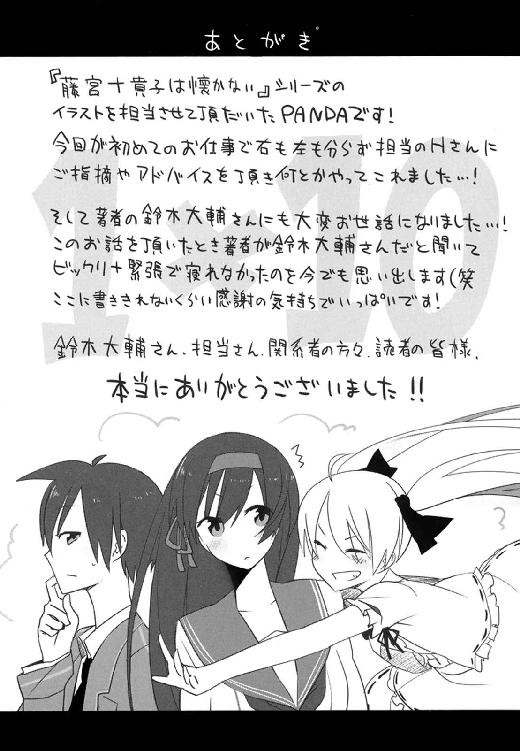 あとがき
『藤宮十貴子は懐かない』シリーズの
イラストを担当させて頂だいたPANDAです!
今回が初めてのお仕事で右も左も分らず担当のHさんに
ご指摘やアドバイスを頂き何とかやってこれました…!
そして著者の鈴木大輔さんにも大変お世話になりました…!
このお話を頂いたとき著者が鈴木大輔さんだと聞いて
ビックリ+緊張で寝れなかったのを今でも思い出します(笑
ここに書ききれないくらい感謝の気持ちでいっぱいです!
鈴木大輔さん、担当さん、関係者の方々、読者の皆様、
本当にありがとうございました!!